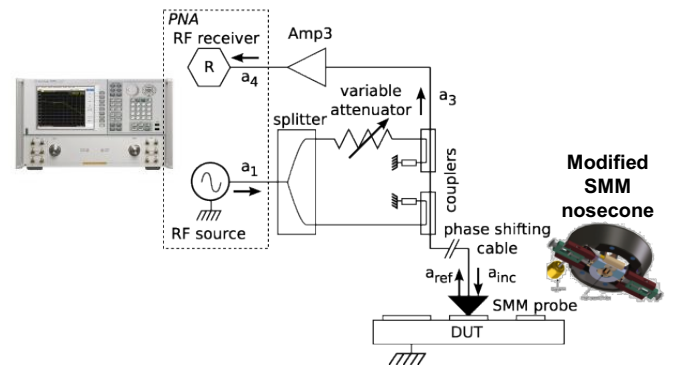 PNA
RF receiver
R
a4
Amp3
a3
variable
attenuator
splitter
a1
RF source
couplers
phase shifting
cable
aref
ainc
SMM probe
DUT
Modified
SMM
nosecone